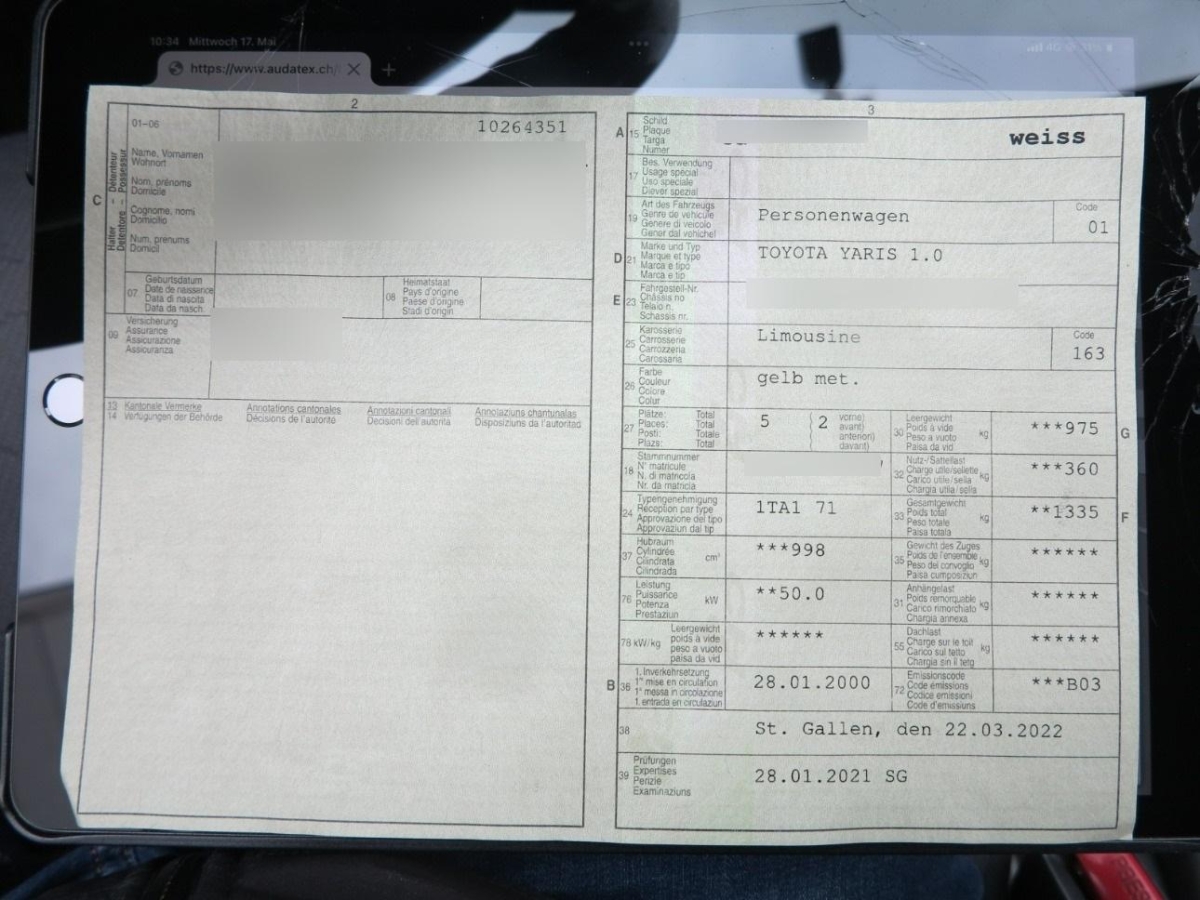 10:34 Mittwoch 17. Mai
https://www.audatex.ch/
2
01-06
10264351
C
Halter - Détenteur
Detentore - Possessur
Name, Vornamen
Wohnort
Nom, prénoms
Domicile
Cognome, nomi
Domicilio
Num, prenums
Domicil
07
Geburtsdatum
Date de naissance
Data di nascita
Data da nasch.
08
Heimatstaat
Pays d'origine
Paese d'origine
Stadi d'origin
09
Versicherung
Assurance
Assicurazione
Assicuranza
13
14
Kantonale Vermerke
Verfügungen der Behörde
Annotations cantonales
Décisions de l'autorité
Annotazioni cantonali
Decisioni dell'autorità
Annotaziuns chantunalas
Disposiziuns da l'autoritad
3
A 15
Schild
Plaque
Targa
Numer
weiss
17
Bes. Verwendung
Usage spécial
Uso speciale
Diever spezial
19
Art des Fahrzeugs
Genre de véhicule
Genere di veicolo
Gener dal vehichel
Personenwagen
Code
01
D 21
Marke und Typ
Marque et type
Marca e tipo
Marca e tip
TOYOTA YARIS 1.0
E 23
Fahrgestell-Nr.
Châssis no
Telaio n.
Schassis nr.
25
Karosserie
Carrosserie
Carrozzeria
Carossaria
Limousine
Code
163
26
Farbe
Couleur
Colore
Colur
gelb met.
27
Plätze: Total
Places: Total
Posti: Totale
Plazs: Total
5 (2
vorne)
avant)
anteriori)
davant)
30
Leergewicht
Poids à vide
Peso a vuoto
Paisa da vid
kg
***975
G
18
Stammnummer
N° matricule
N. di matricola
Nr. da matricla
32
Nutz-/Sattellast
Charge utile/sellette
Carico utile/sella
Chargia utila/sella
kg
***360
24
Typengenehmigung
Réception par type
Approvazione del tipo
Approvaziun dal tip
1TA1 71
33
Gesamtgewicht
Poids total
Peso totale
Paisa totala
kg
**1335
F
37
Hubraum
Cylindrée
Cilindrata
Cilindrada
cm³
***998
35
Gewicht des Zuges
Poids de l'ensemble
Peso del convoglio
Paisa cumposiziun
kg
******
76
Leistung
Puissance
Potenza
Prestaziun
kW
**50.0
31
Anhängelast
Poids remorquable
Carico rimorchiato
Chargia annexa
kg
******
78 kW/kg
Leergewicht
poids à vide
peso a vuoto
paisa da vid
******
55
Dachlast
Charge sur le toit
Carico sul tetto
Chargia sin il tetg
kg
******
B 36
1. Inverkehrsetzung
1re mise en circulation
1a messa in circolazione
1. entrada en circulaziun
28.01.2000
72
Emissionscode
Code émissions
Codice emissioni
Code d'emissiuns
***B03
38
St. Gallen, den 22.03.2022
39
Prüfungen
Expertises
Perizie
Examinaziuns
28.01.2021 SG